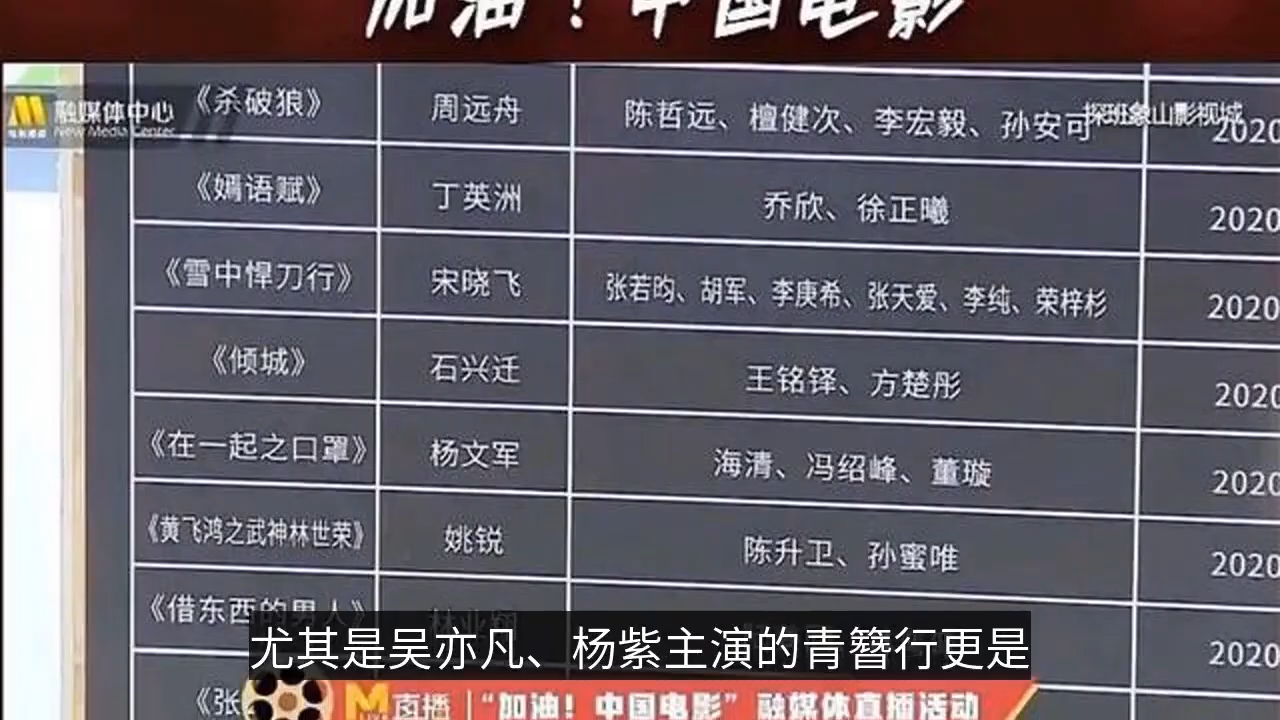 加油！中国电影
融媒体中心
New Media Center
探班象山影视城
《杀破狼》 周远舟 陈哲远、檀健次、李宏毅、孙安可 2020
《嫣语赋》 丁英洲 乔欣、徐正曦 2020
《雪中悍刀行》 宋晓飞 张若昀、胡军、李庚希、张天爱、李纯、荣梓杉 2020
《倾城》 石兴迁 王铭铎、方楚彤 2020
《在一起之口罩》 杨文军 海清、冯绍峰、董璇 2020
《黄飞鸿之武神林世荣》 姚锐 陈升卫、孙蜜唯 2020
《借东西的男人》 2020
尤其是吴亦凡、杨紫主演的青簪行更是
《张
直播 “加油！中国电影”融媒体直播活动